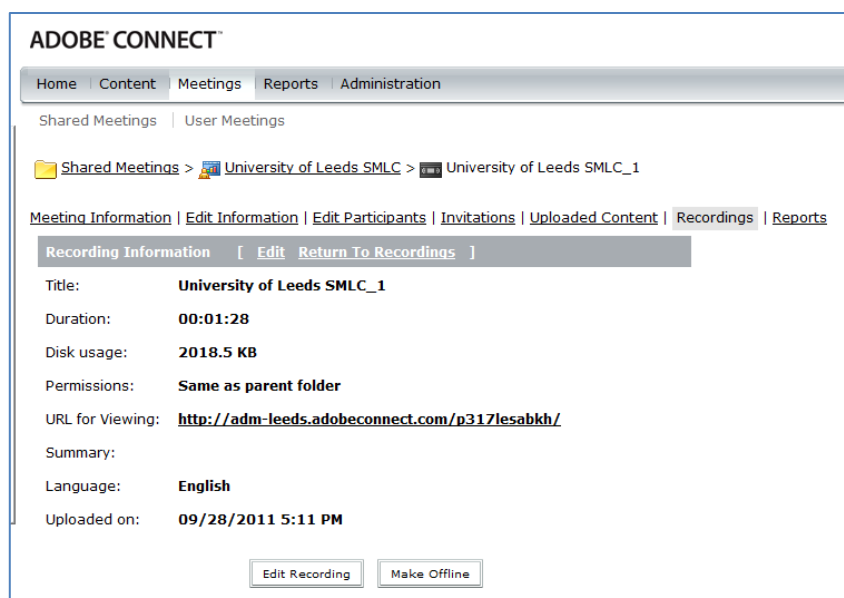 ADOBE® CONNECT™
Home | Content | Meetings | Reports | Administration
Shared Meetings | User Meetings
Shared Meetings > University of Leeds SMLC > University of Leeds SMLC_1
Meeting Information | Edit Information | Edit Participants | Invitations | Uploaded Content | Recordings | Reports
Recording Information [ Edit Return To Recordings ]
Title: University of Leeds SMLC_1
Duration: 00:01:28
Disk usage: 2018.5 KB
Permissions: Same as parent folder
URL for Viewing: http://adm-leeds.adobeconnect.com/p317lesabkh/
Summary:
Language: English
Uploaded on: 09/28/2011 5:11 PM
Edit Recording Make Offline